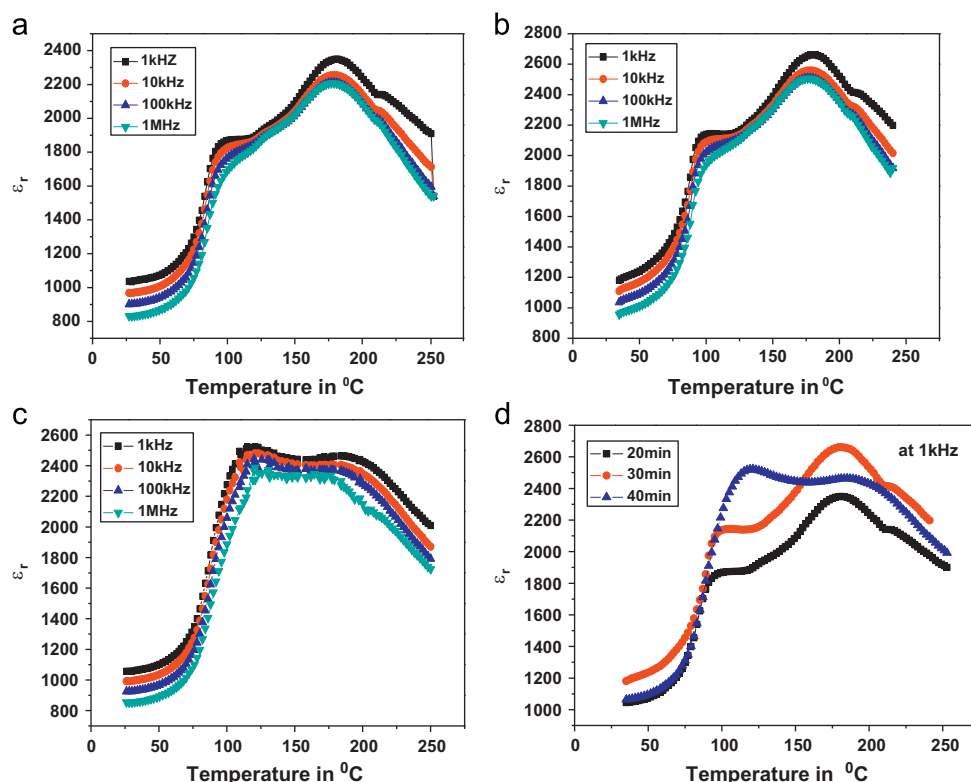 a
2400
2200
2000
1800
1600
1400
1200
1000
800
εr
1kHZ
10kHz
100kHz
1MHz
0 50 100 150 200 250
Temperature in ⁰C
b
2800
2600
2400
2200
2000
1800
1600
1400
1200
1000
800
εr
1kHz
10kHz
100kHz
1MHz
0 50 100 150 200 250
Temperature in ⁰C
c
2600
2400
2200
2000
1800
1600
1400
1200
1000
800
εr
1kHz
10kHz
100kHz
1MHz
0 50 100 150 200 250
Temperature in ⁰C
d
2800
2600
2400
2200
2000
1800
1600
1400
1200
1000
εr
20min
30min
40min
at 1kHz
0 50 100 150 200 250
Temperature in ⁰C